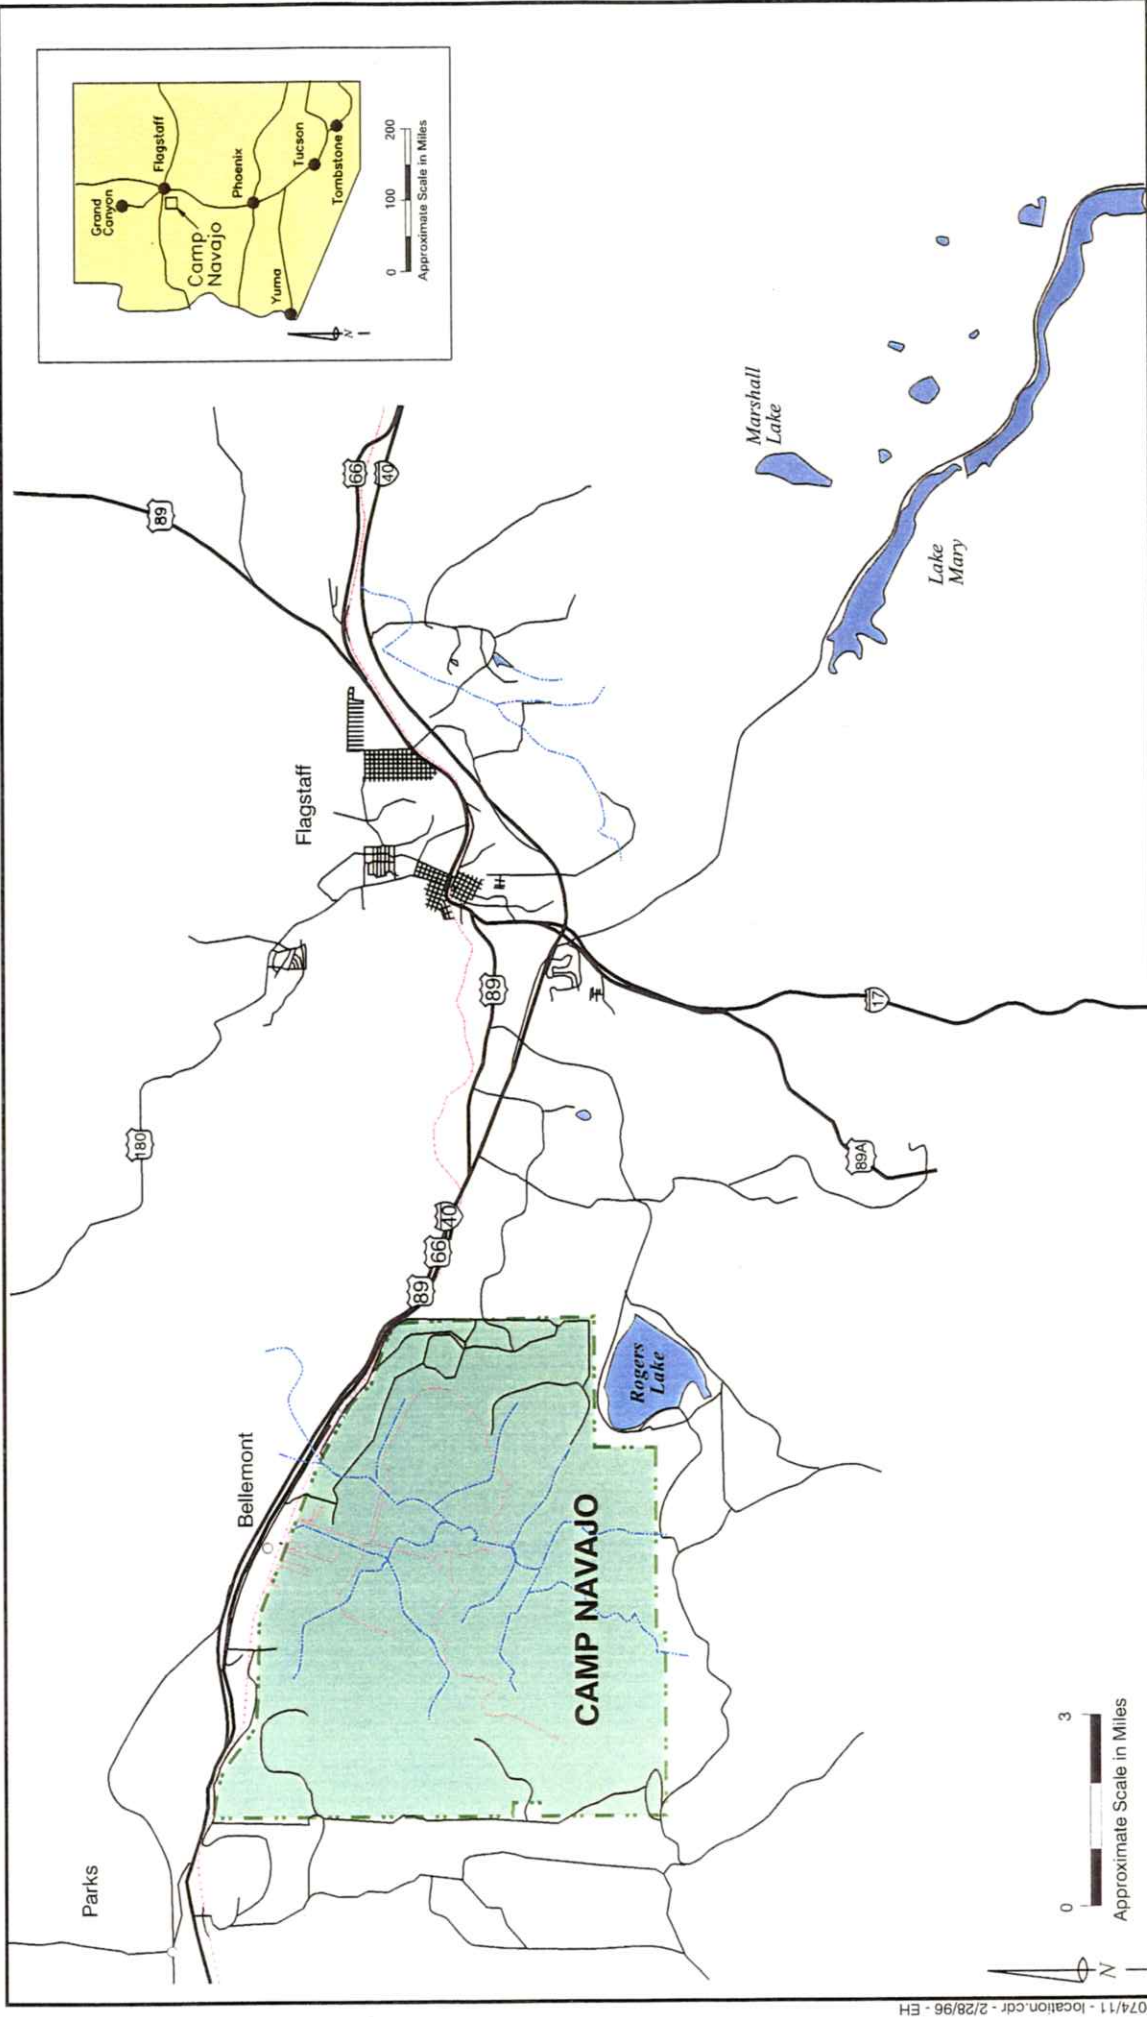 Grand
Canyon
Flagstaff
Camp
Navajo
Phoenix
Yuma
Tucson
Tombstone
N
0
100
200
Approximate Scale in Miles
Parks
Bellemont
180
Flagstaff
89
66
40
89
66
40
89
CAMP NAVAJO
Rogers
Lake
17
89A
Marshall
Lake
Lake
Mary
N
0
3
Approximate Scale in Miles
074/11 - location.cdr - 2/28/96 - EH